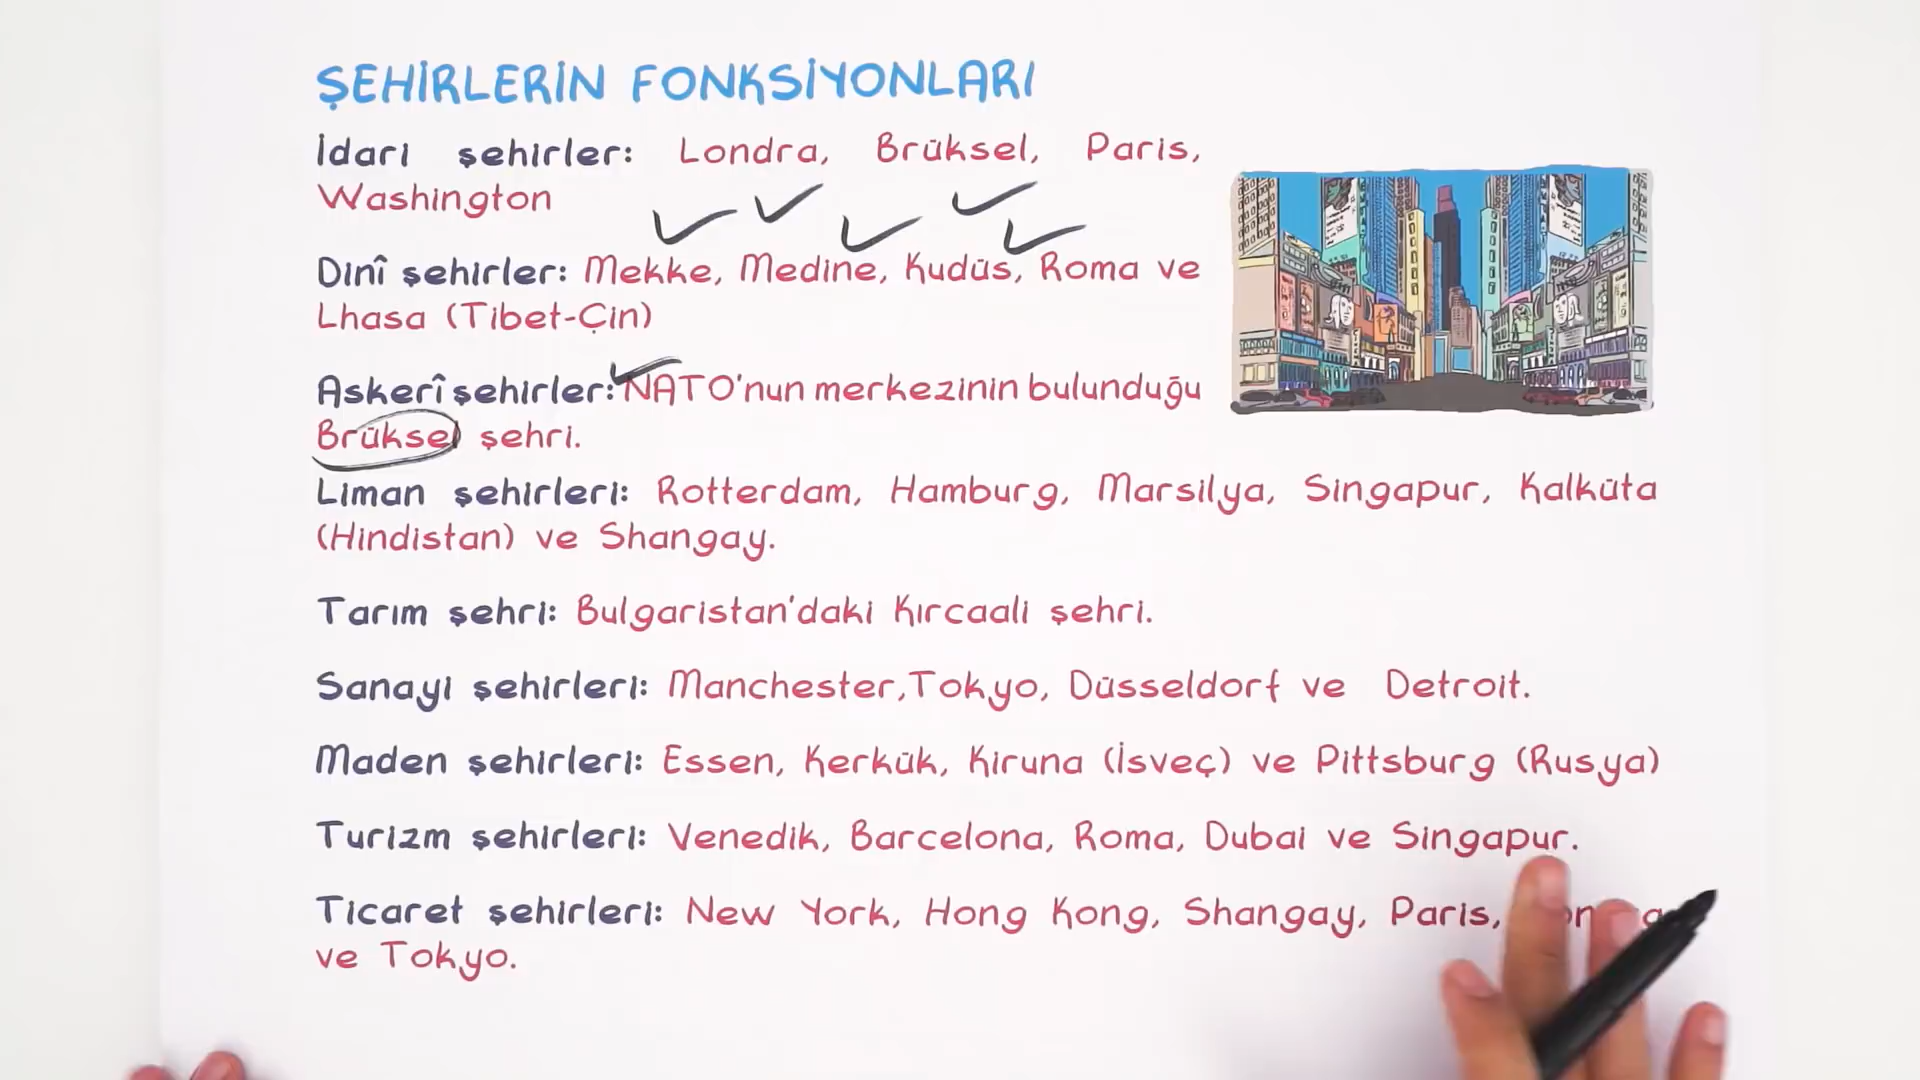 ŞEHİRLERİN FONKSİYONLARI
İdari şehirler: Londra, Brüksel, Paris,
Washington
Dinî şehirler: Mekke, Medine, Kudüs, Roma ve
Lhasa (Tibet-Çin)
Askerî şehirler: NATO'nun merkezinin bulunduğu
Brüksel şehri.
Liman şehirleri: Rotterdam, Hamburg, Marsilya, Singapur, Kalküta
(Hindistan) ve Shangay.
Tarım şehri: Bulgaristan'daki Kırcaali şehri.
Sanayi şehirleri: Manchester,Tokyo, Düsseldorf ve Detroit.
Maden şehirleri: Essen, Kerkük, Kiruna (İsveç) ve Pittsburg (Rusya)
Turizm şehirleri: Venedik, Barcelona, Roma, Dubai ve Singapur.
Ticaret şehirleri: New York, Hong Kong, Shangay, Paris,
ve Tokyo.